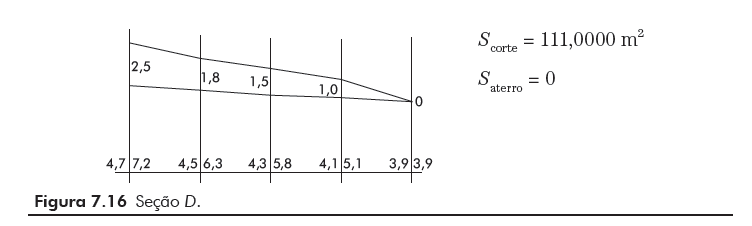 S corte = 111,0000 m²
2,5
1,8
1,5
S aterro = 0
1,0
0
4,7 7,2 4,5 6,3 4,3 5,8 4,1 5,1 3,9 3,9
Figura 7.16 Seção D.